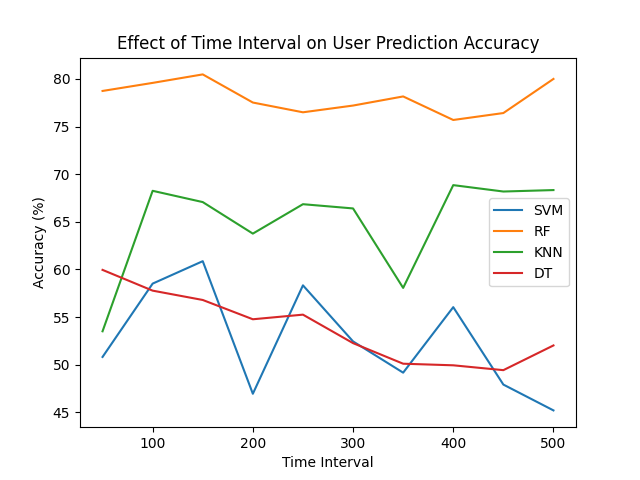 Effect of Time Interval on User Prediction Accuracy
Accuracy (%)
80
75
70
65
60
55
50
45
SVM
RF
KNN
DT
100
200
300
400
500
Time Interval